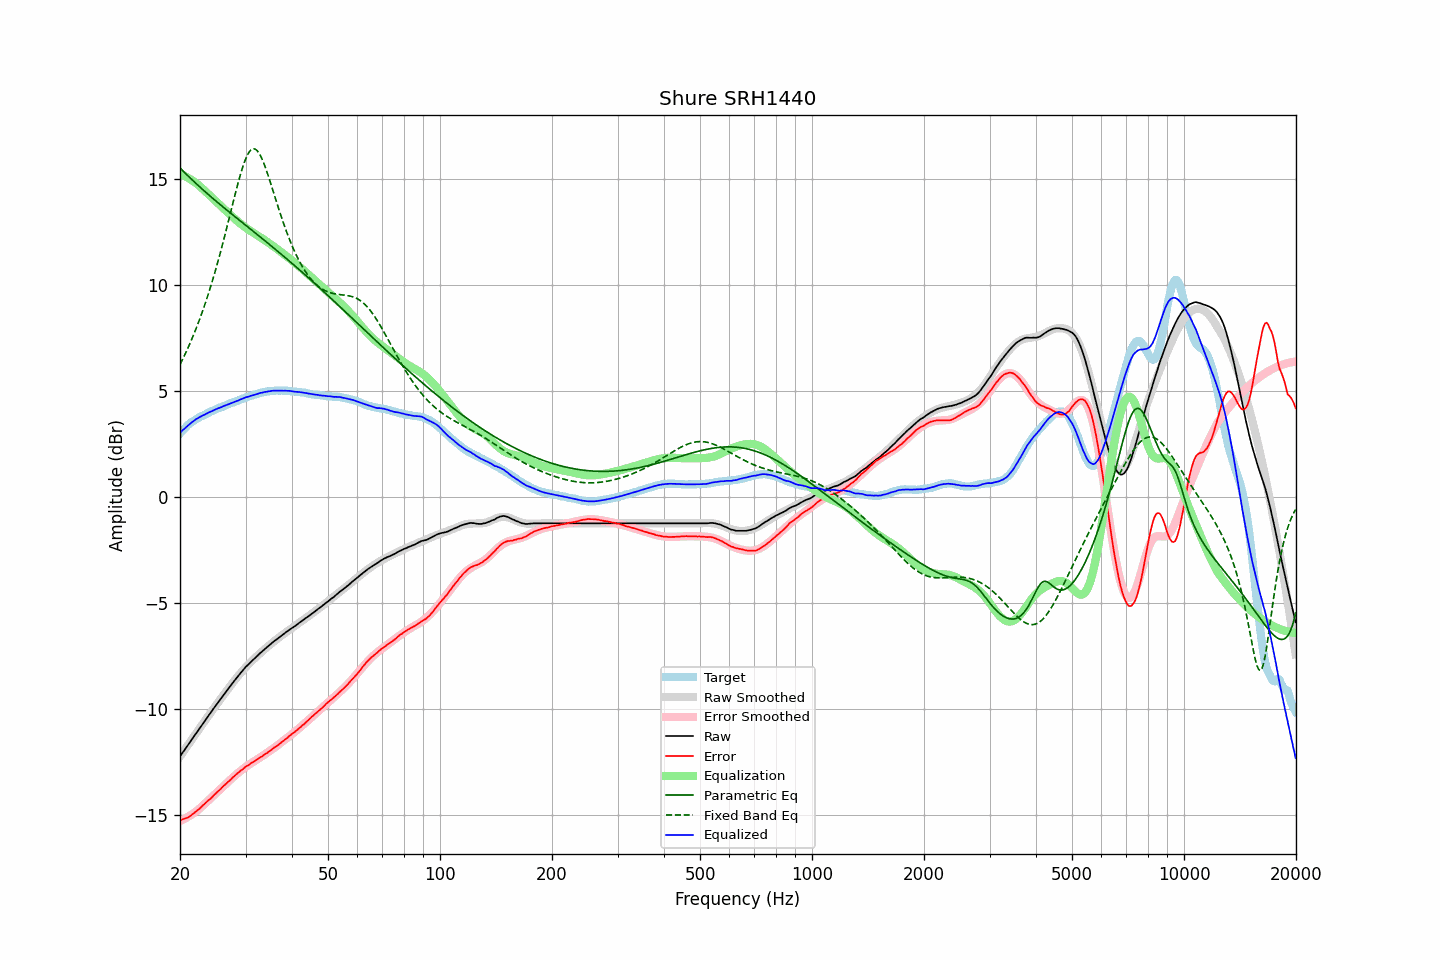 Shure SRH1440
Amplitude (dBr)
15
10
5
0
−5
−10
−15
Target
Raw Smoothed
Error Smoothed
Raw
Error
Equalization
Parametric Eq
Fixed Band Eq
Equalized
20
50
100
200
500
1000
2000
5000
10000
20000
Frequency (Hz)